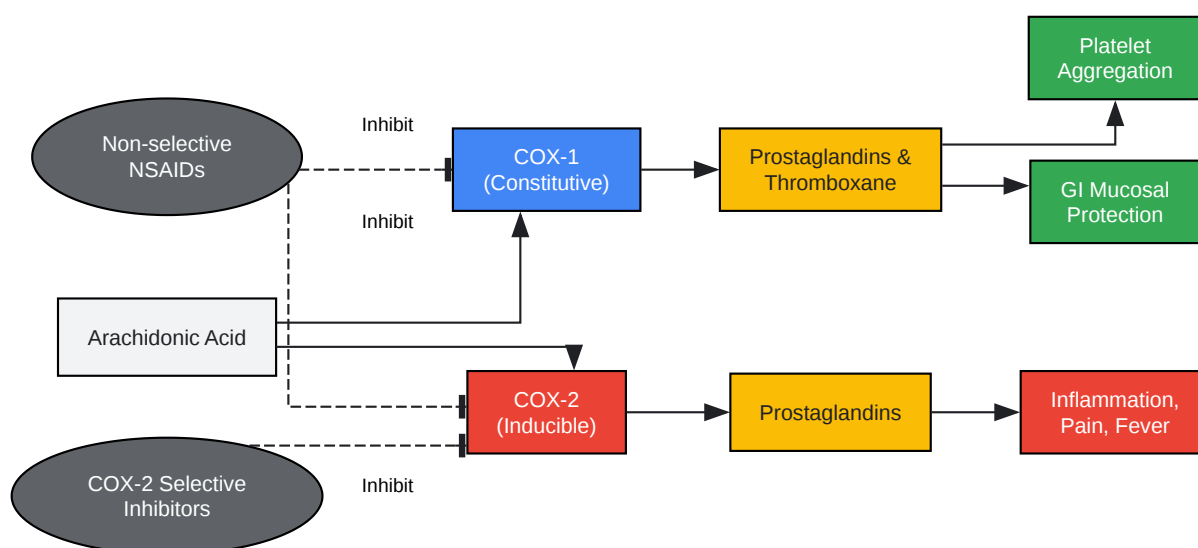 Platelet
Aggregation
Non-selective
NSAIDs
Inhibit
COX-1
(Constitutive)
Prostaglandins &
Thromboxane
GI Mucosal
Protection
Inhibit
Arachidonic Acid
COX-2
(Inducible)
Prostaglandins
Inflammation,
Pain, Fever
COX-2 Selective
Inhibitors
Inhibit